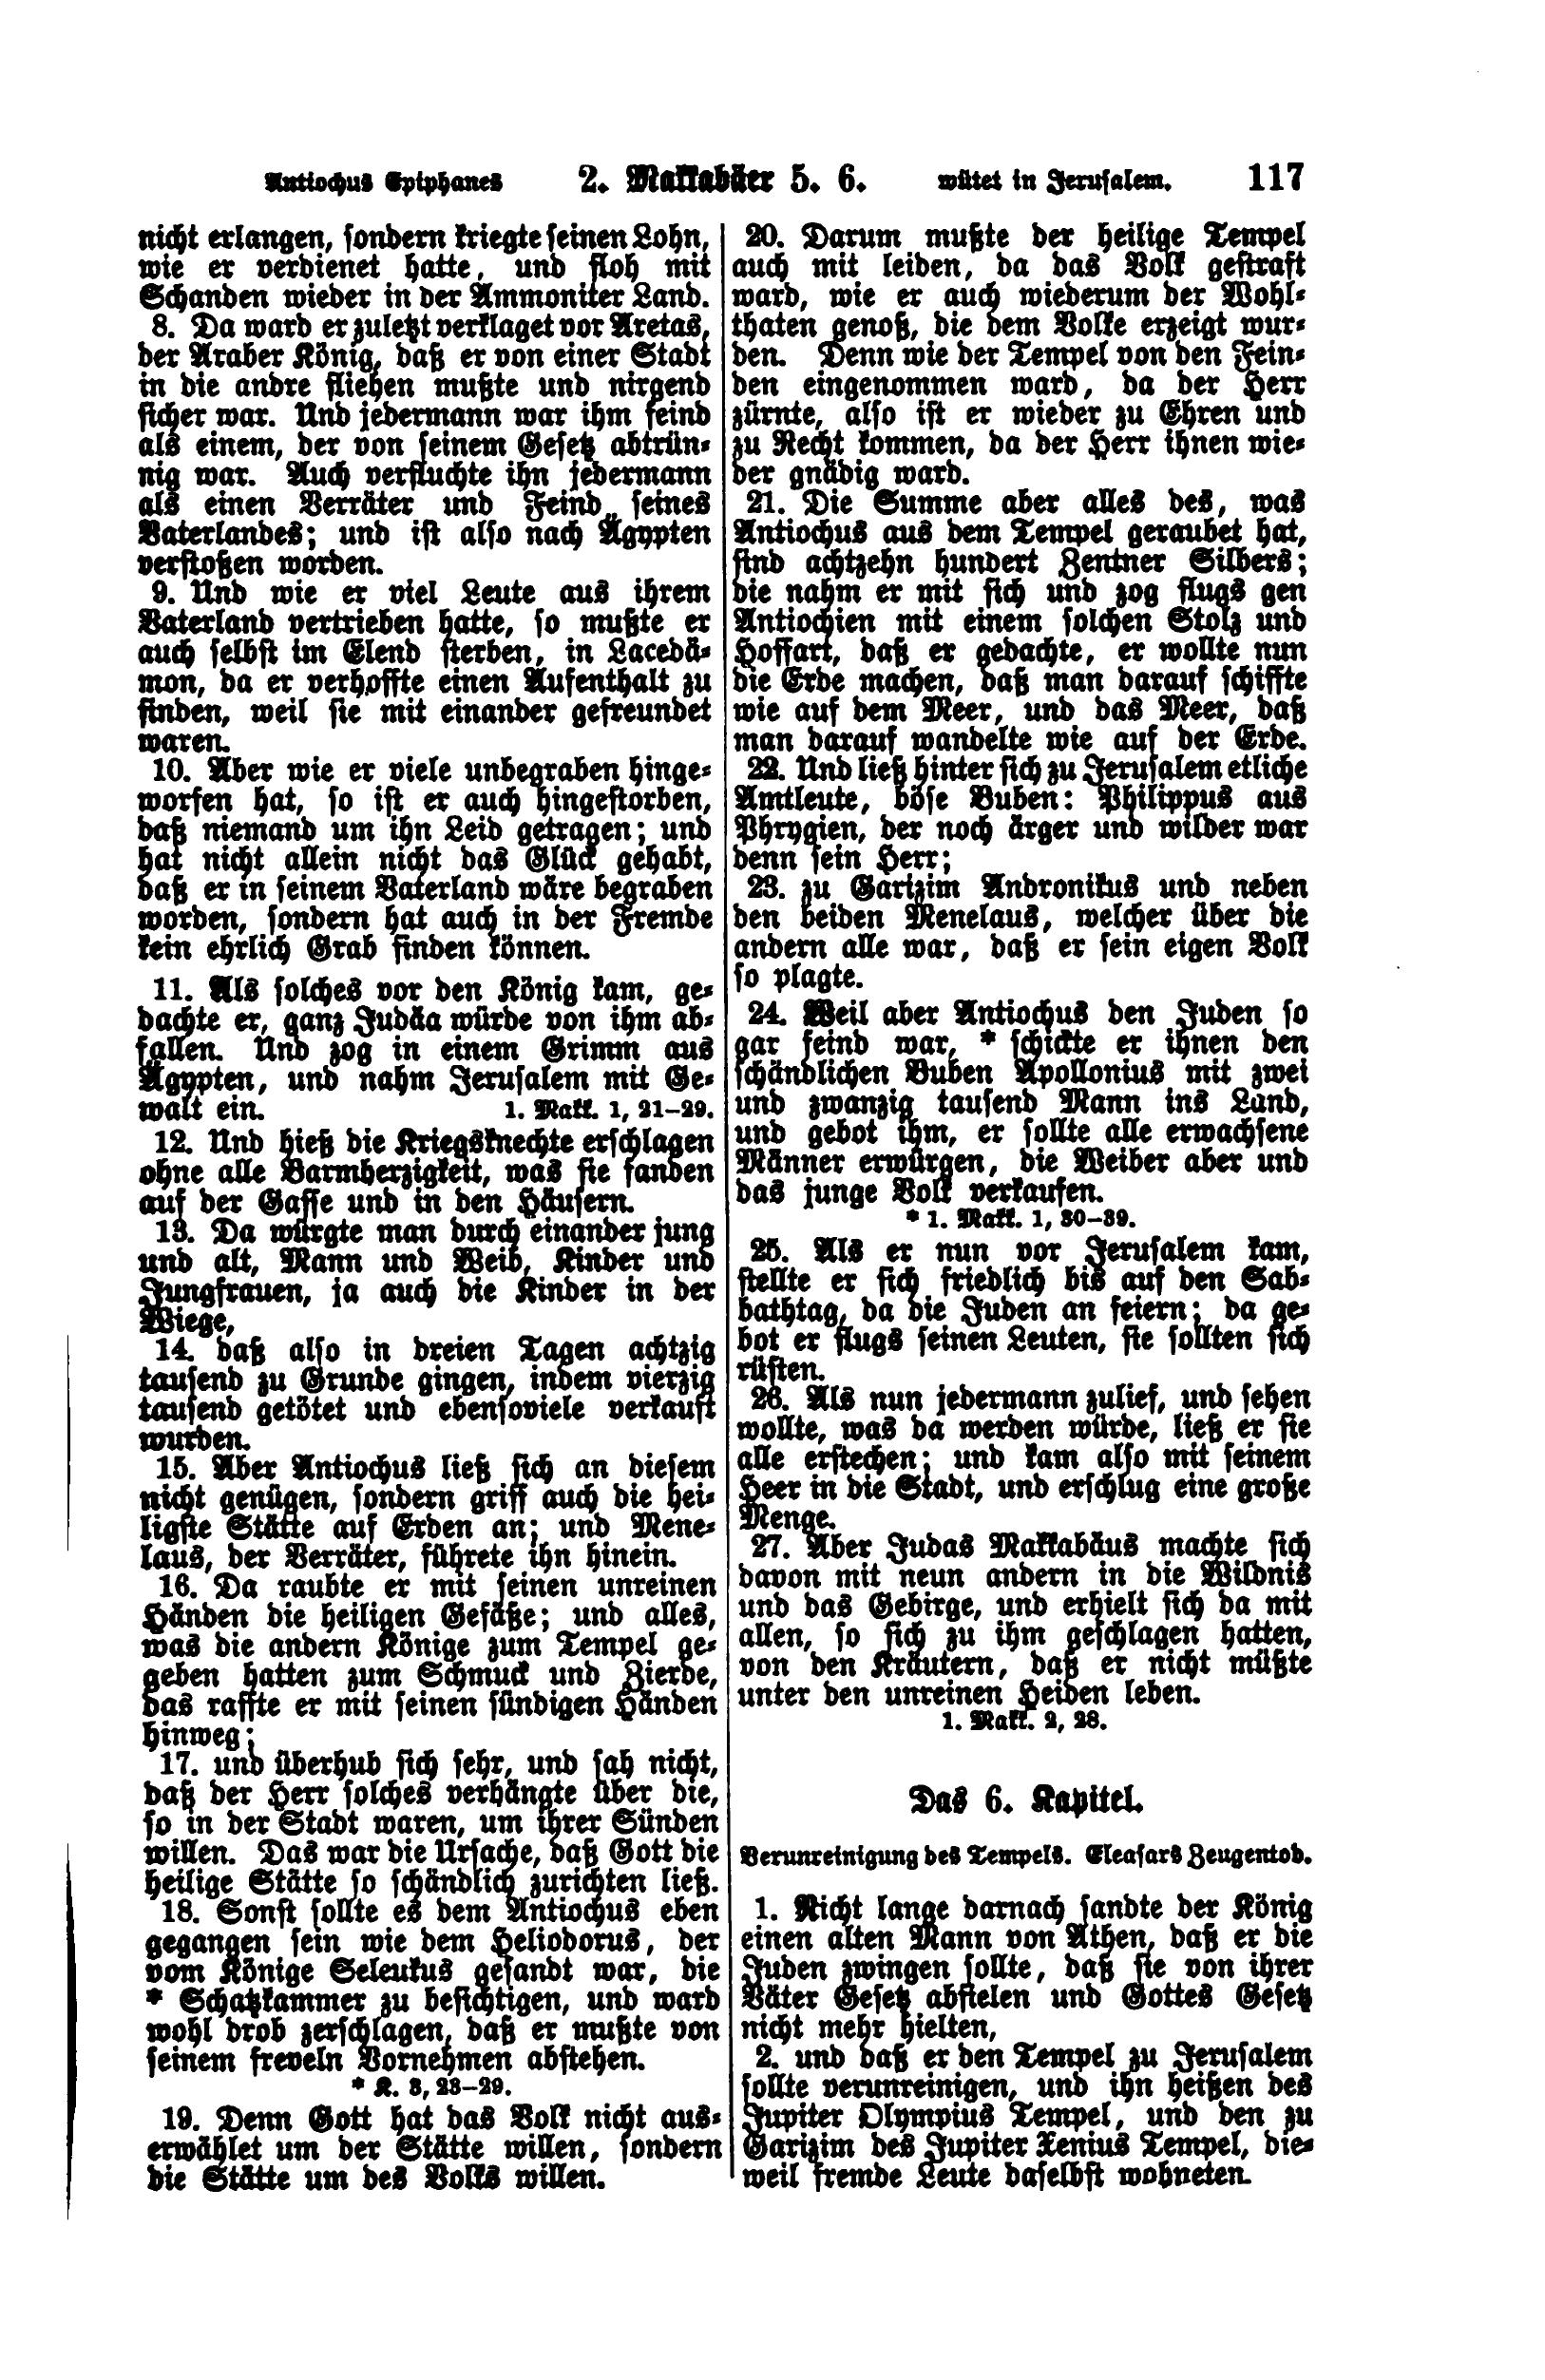 Antiochus Epiphanes 2. Makkabäer 5. 6. wütet in Jerusalem. 117
nicht erlangen, sondern kriegte seinen Lohn,
wie er verdienet hatte, und floh mit
Schanden wieder in der Ammoniter Land.
8. Da ward er zuletzt verklaget vor Aretas,
der Araber König, daß er von einer Stadt
in die andre fliehen mußte und nirgend
sicher war. Und jedermann war ihm feind
als einem, der von seinem Gesetz abtrün-
nig war. Auch verfluchte ihn jedermann
als einen Verräter und Feind seines
Vaterlandes; und ist also nach Ägypten
verstoßen worden.
9. Und wie er viel Leute aus ihrem
Vaterland vertrieben hatte, so mußte er
auch selbst im Elend sterben, in Lacedä-
mon, da er verhoffte einen Aufenthalt zu
finden, weil sie mit einander gefreundet
waren.
10. Aber wie er viele unbegraben hinge-
worfen hat, so ist er auch hingestorben,
daß niemand um ihn Leid getragen; und
hat nicht allein nicht das Glück gehabt,
daß er in seinem Vaterland wäre begraben
worden, sondern hat auch in der Fremde
kein ehrlich Grab finden können.
11. Als solches vor den König kam, ge-
dachte er, ganz Judäa würde von ihm ab-
fallen. Und zog in einem Grimm aus
Ägypten, und nahm Jerusalem mit Ge-
walt ein. 1. Makk. 1, 21–29.
12. Und hieß die Kriegsknechte erschlagen
ohne alle Barmherzigkeit, was sie fanden
auf der Gasse und in den Häusern.
13. Da würgte man durch einander jung
und alt, Mann und Weib, Kinder und
Jungfrauen, ja auch die Kinder in der
Wiege,
14. daß also in dreien Tagen achtzig
tausend zu Grunde gingen, indem vierzig
tausend getötet und ebensoviele verkauft
wurden.
15. Aber Antiochus ließ sich an diesem
nicht genügen, sondern griff auch die hei-
ligste Stätte auf Erden an; und Mene-
laus, der Verräter, führete ihn hinein.
16. Da raubte er mit seinen unreinen
Händen die heiligen Gefäße; und alles,
was die andern Könige zum Tempel ge-
geben hatten zum Schmuck und Zierde,
das raffte er mit seinen sündigen Händen
hinweg;
17. und überhub sich sehr, und sah nicht,
daß der Herr solches verhängte über die,
so in der Stadt waren, um ihrer Sünden
willen. Das war die Ursache, daß Gott die
heilige Stätte so schändlich zurichten ließ.
18. Sonst sollte es dem Antiochus eben
gegangen sein wie dem Heliodorus, der
vom Könige Seleukus gesandt war, die
* Schatzkammer zu besichtigen, und ward
wohl drob zerschlagen, daß er mußte von
seinem freveln Vornehmen abstehen.
* K. 3, 23–29.
19. Denn Gott hat das Volk nicht aus-
erwählet um der Stätte willen, sondern
die Stätte um des Volks willen.
20. Darum mußte der heilige Tempel
auch mit leiden, da das Volk gestraft
ward, wie er auch wiederum der Wohl-
thaten genoß, die dem Volke erzeigt wur-
den. Denn wie der Tempel von den Fein-
den eingenommen ward, da der Herr
zürnte, also ist er wieder zu Ehren und
zu Recht kommen, da der Herr ihnen wie-
der gnädig ward.
21. Die Summe aber alles des, was
Antiochus aus dem Tempel geraubet hat,
sind achtzehn hundert Zentner Silbers;
die nahm er mit sich und zog flugs gen
Antiochien mit einem solchen Stolz und
Hoffart, daß er gedachte, er wollte nun
die Erde machen, daß man darauf schiffte
wie auf dem Meer, und das Meer, daß
man darauf wandelte wie auf der Erde.
22. Und ließ hinter sich zu Jerusalem etliche
Amtleute, böse Buben: Philippus aus
Phrygien, der noch ärger und wilder war
denn sein Herr;
23. zu Garizim Andronikus und neben
den beiden Menelaus, welcher über die
andern alle war, daß er sein eigen Volk
so plagte.
24. Weil aber Antiochus den Juden so
gar feind war, * schickte er ihnen den
schändlichen Buben Apollonius mit zwei
und zwanzig tausend Mann ins Land,
und gebot ihm, er sollte alle erwachsene
Männer erwürgen, die Weiber aber und
das junge Volk verkaufen.
* 1. Makk. 1, 30–39.
25. Als er nun vor Jerusalem kam,
stellte er sich friedlich bis auf den Sab-
bathtag, da die Juden an feiern; da ge-
bot er flugs seinen Leuten, sie sollten sich
rüsten.
26. Als nun jedermann zulief, und sehen
wollte, was da werden würde, ließ er sie
alle erstechen; und kam also mit seinem
Heer in die Stadt, und erschlug eine große
Menge.
27. Aber Judas Makkabäus machte sich
davon mit neun andern in die Wildnis
und das Gebirge, und erhielt sich da mit
allen, so sich zu ihm geschlagen hatten,
von den Kräutern, daß er nicht müßte
unter den unreinen Heiden leben.
1. Makk. 2, 28.
Das 6. Kapitel.
Verunreinigung des Tempels. Eleasars Zeugentod.
1. Nicht lange darnach sandte der König
einen alten Mann von Athen, daß er die
Juden zwingen sollte, daß sie von ihrer
Väter Gesetz abfielen und Gottes Gesetz
nicht mehr hielten,
2. und daß er den Tempel zu Jerusalem
sollte verunreinigen, und ihn heißen des
Jupiter Olympius Tempel, und den zu
Garizim des Jupiter Xenius Tempel, die-
weil fremde Leute daselbst wohneten.